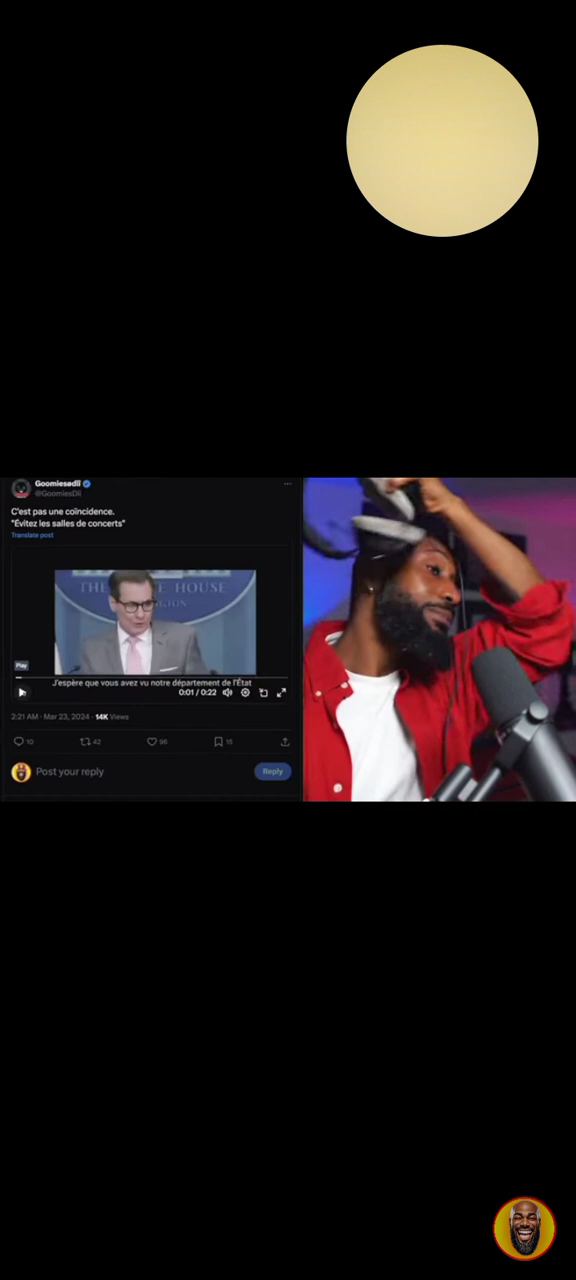 Goomiesødïï
@GoomiesDii
C'est pas une coïncidence.
"Évitez les salles de concerts"
Translate post
THE WHITE HOUSE
Play
J'espère que vous avez vu notre département de l'État
0:01 / 0:22
2:21 AM · Mar 23, 2024 · 14K Views
10 42 96 15
Post your reply
Reply